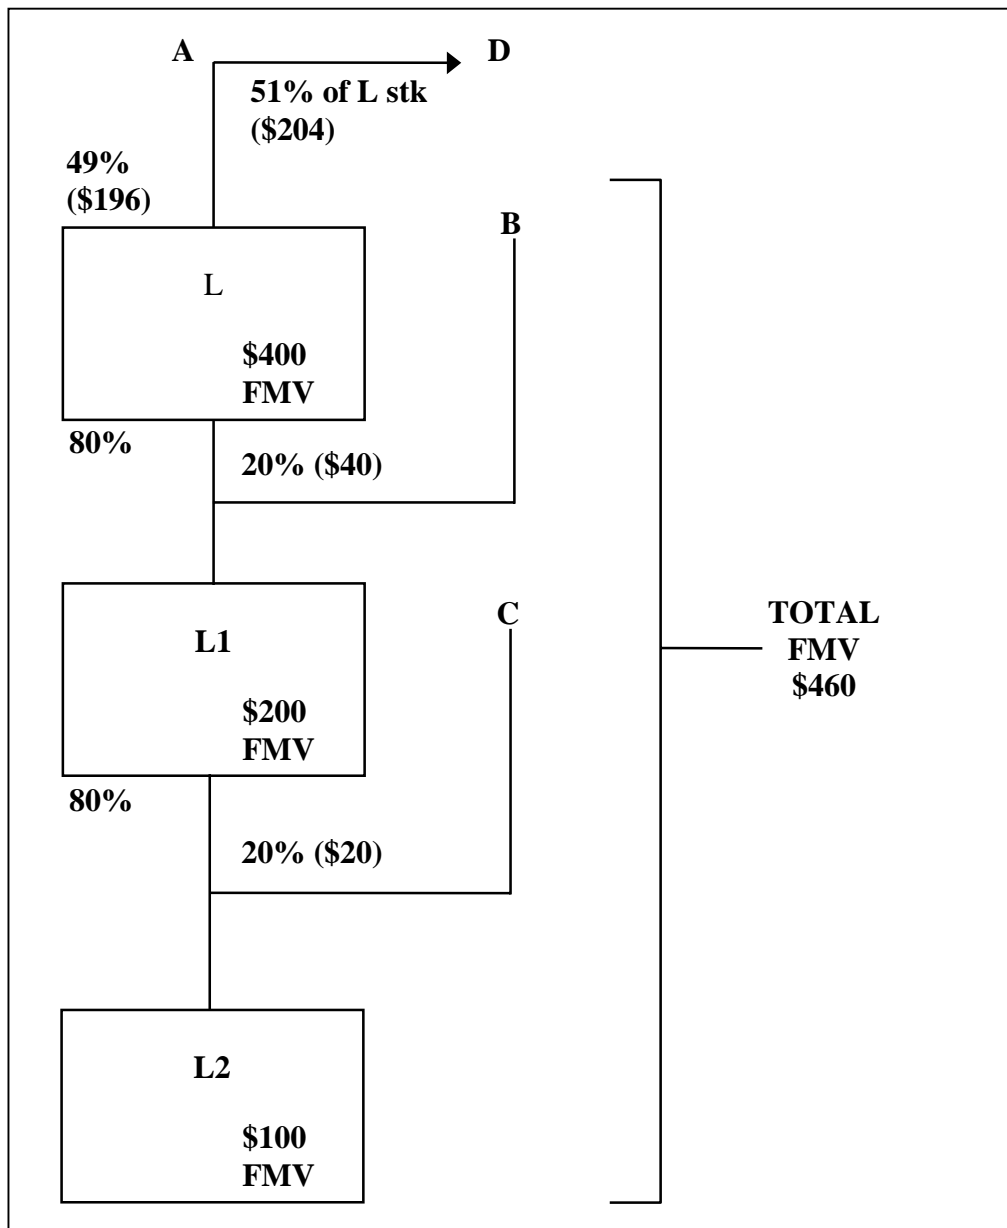 A
D
51% of L stk
($204)
49%
($196)
B
L
$400
FMV
80%
20% ($40)
C
L1
TOTAL
FMV
$460
$200
FMV
80%
20% ($20)
L2
$100
FMV